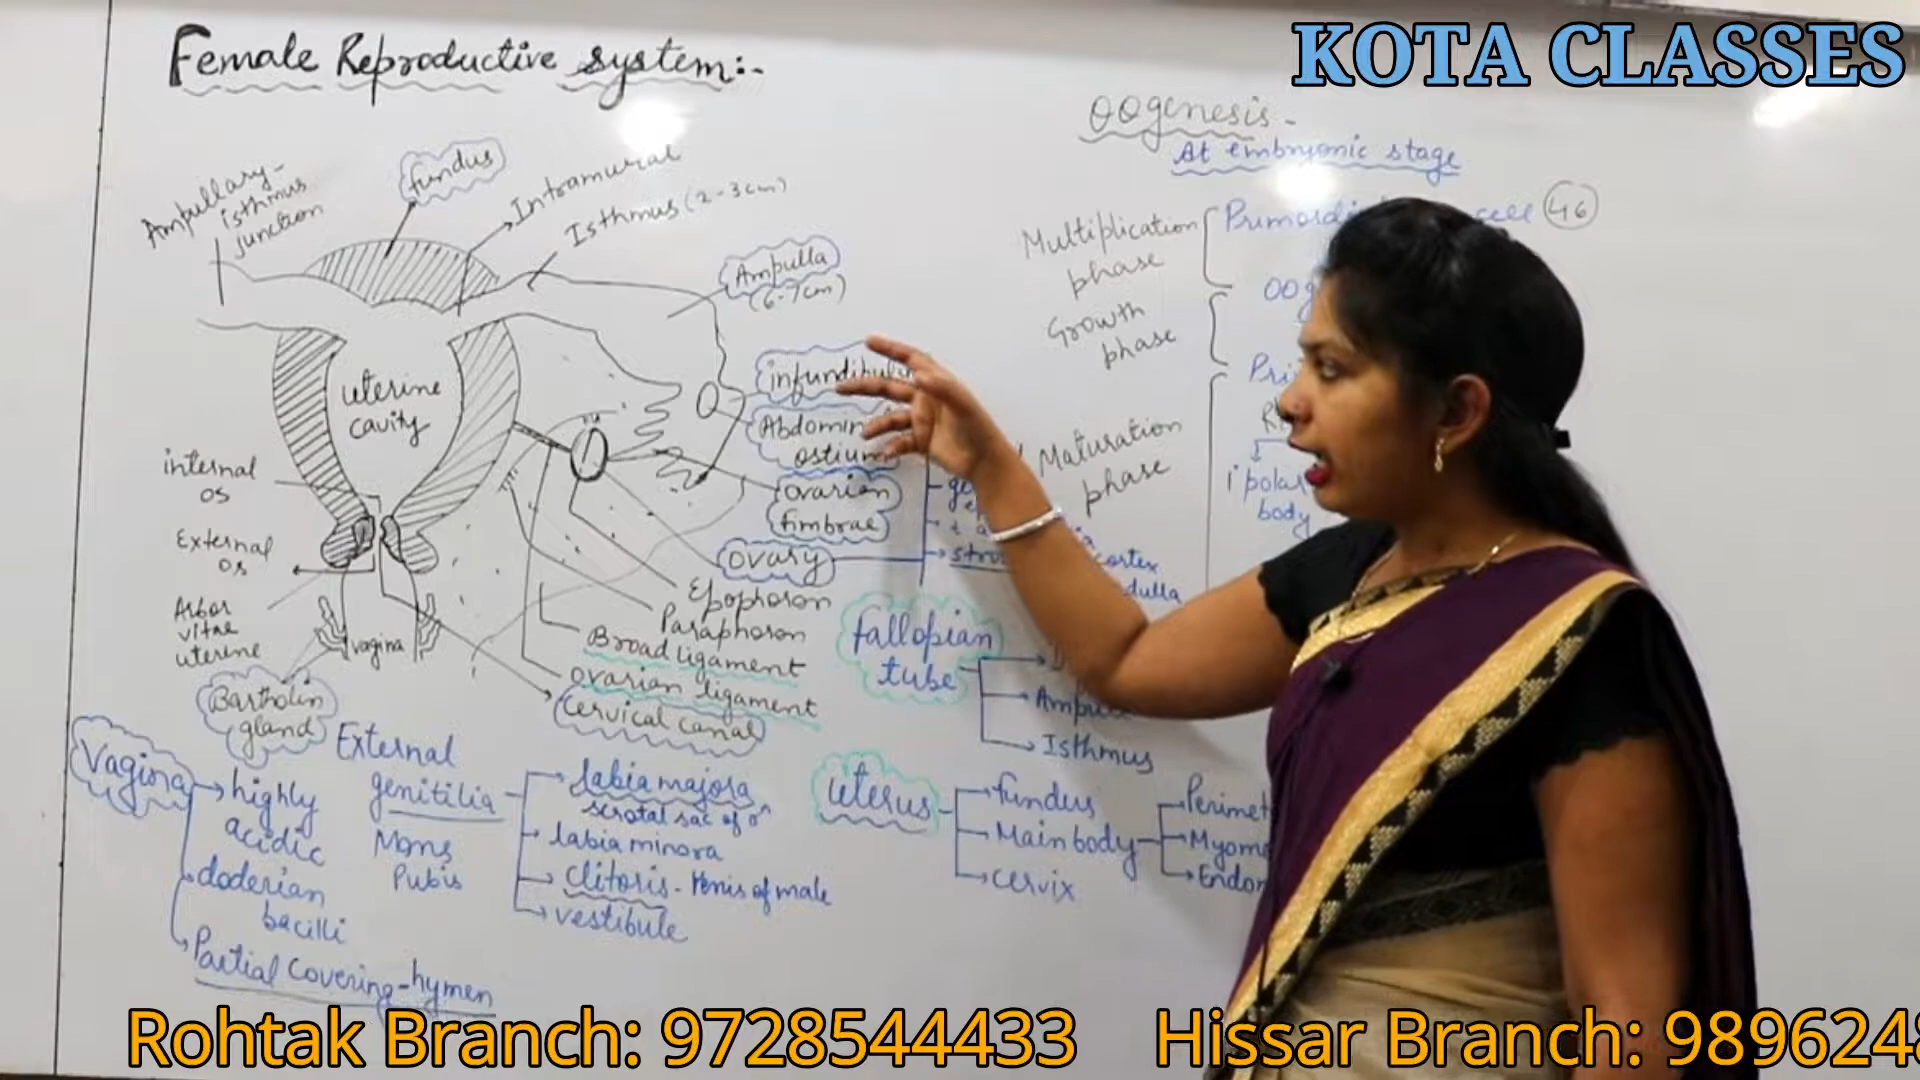 KOTA CLASSES
Female Reproductive system:-
Ampullary-
isthmus
junction
fundus
Intramural
Isthmus (2-3cm)
Ampulla
(6-7cm)
uterine
cavity
ostium
ovarian
fimbrae
ovary
internal
os
External
os
Arbor
vitae
uterine
vagina
Bartholin
gland
Epophoron
Paraphoron
Broad ligament
ovarian ligament
Cervical canal
Vagina
highly
acidic
doderian
bacilli
Partial Covering-hymen
External
genitilia
Mons
Pubis
labia majora
scrotal sac of ♂
labia minora
clitoris - Penis of male
vestibule
fallopian
tube
Isthmus
uterus
fundus
Main body
cervix
OOgenesis -
At embryonic stage
Multiplication
phase
46
Growth
phase
Maturation
phase
i polar
body
Rohtak Branch: 9728544433 Hissar Branch: